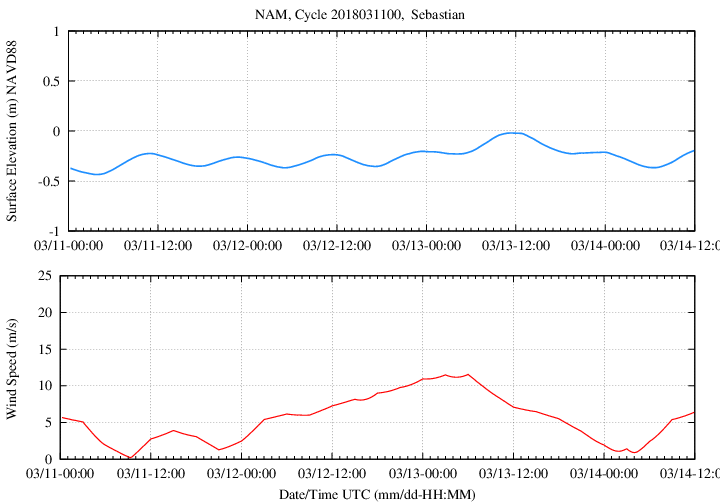 NAM, Cycle 2018031100,  Sebastian
Surface Elevation (m) NAVD88
1
0.5
0
-0.5
-1
03/11-00:00 03/11-12:00 03/12-00:00 03/12-12:00 03/13-00:00 03/13-12:00 03/14-00:00 03/14-12:0
Wind Speed (m/s)
25
20
15
10
5
0
03/11-00:00 03/11-12:00 03/12-00:00 03/12-12:00 03/13-00:00 03/13-12:00 03/14-00:00 03/14-12:0
Date/Time UTC (mm/dd-HH:MM)